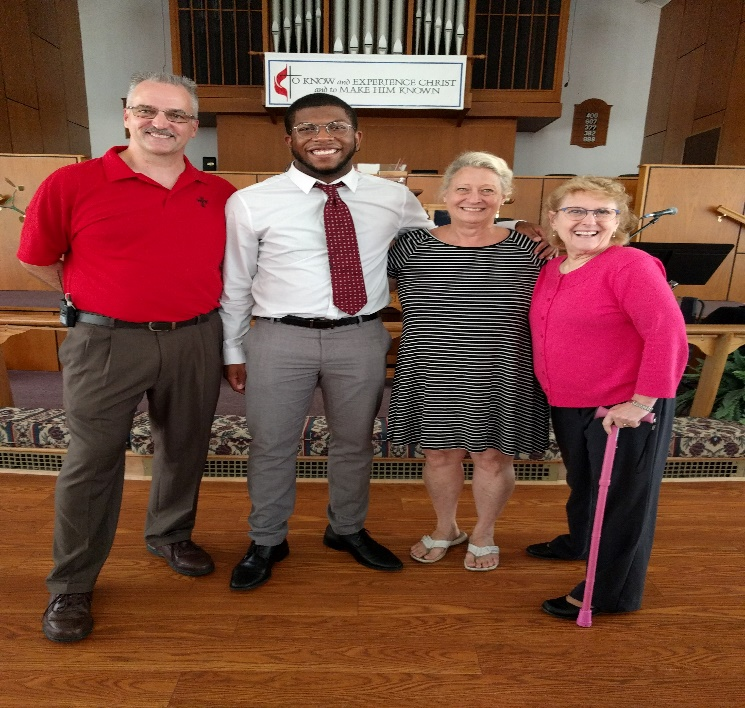 TO KNOW and EXPERIENCE CHRIST
and to MAKE HIM KNOWN